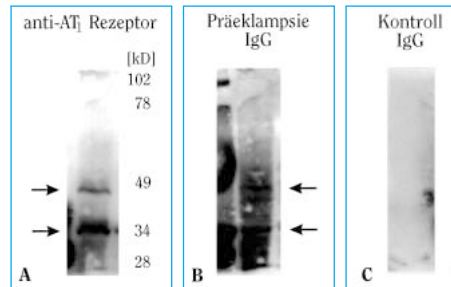 anti-AT₁ Rezeptor
[kD]
102
78
49
34
28
A
Präeklampsie
IgG
B
Kontroll
IgG
C